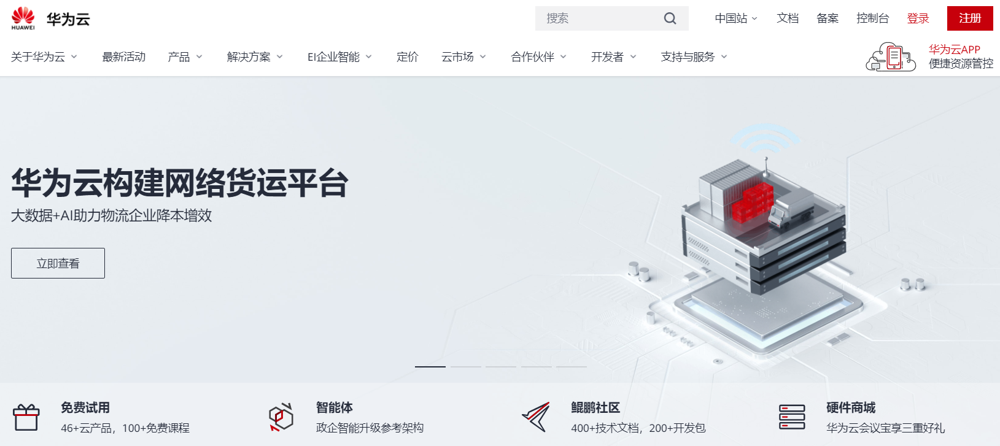 HUAWEI
华为云
搜索
中国站
文档
备案
控制台
登录
注册
关于华为云
最新活动
产品
解决方案
EI企业智能
定价
云市场
合作伙伴
开发者
支持与服务
华为云APP
便捷资源管控
华为云构建网络货运平台
大数据+AI助力物流企业降本增效
立即查看
免费试用
46+云产品，100+免费课程
智能体
政企智能升级参考架构
鲲鹏社区
400+技术文档，200+开发包
硬件商城
华为云会议宝享三重好礼